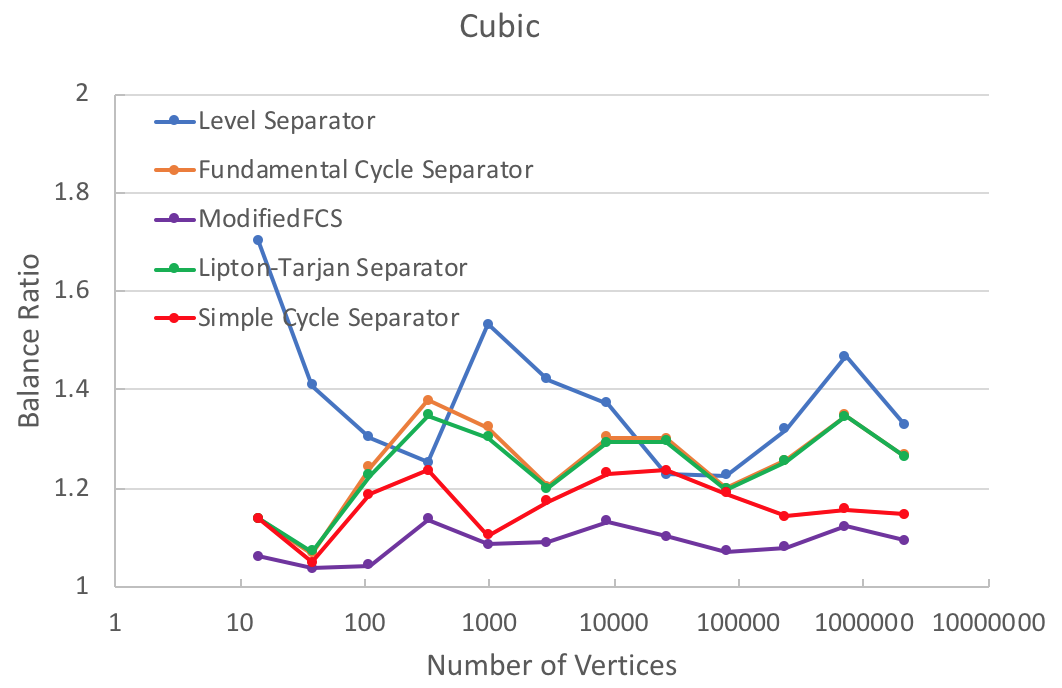 Cubic
2
Level Separator
Fundamental Cycle Separator
1.8
ModifiedFCS
Lipton-Tarjan Separator
1.6
Simple Cycle Separator
1.4
1.2
1
Balance Ratio
1 10 100 1000 10000 100000 1000000 10000000
Number of Vertices